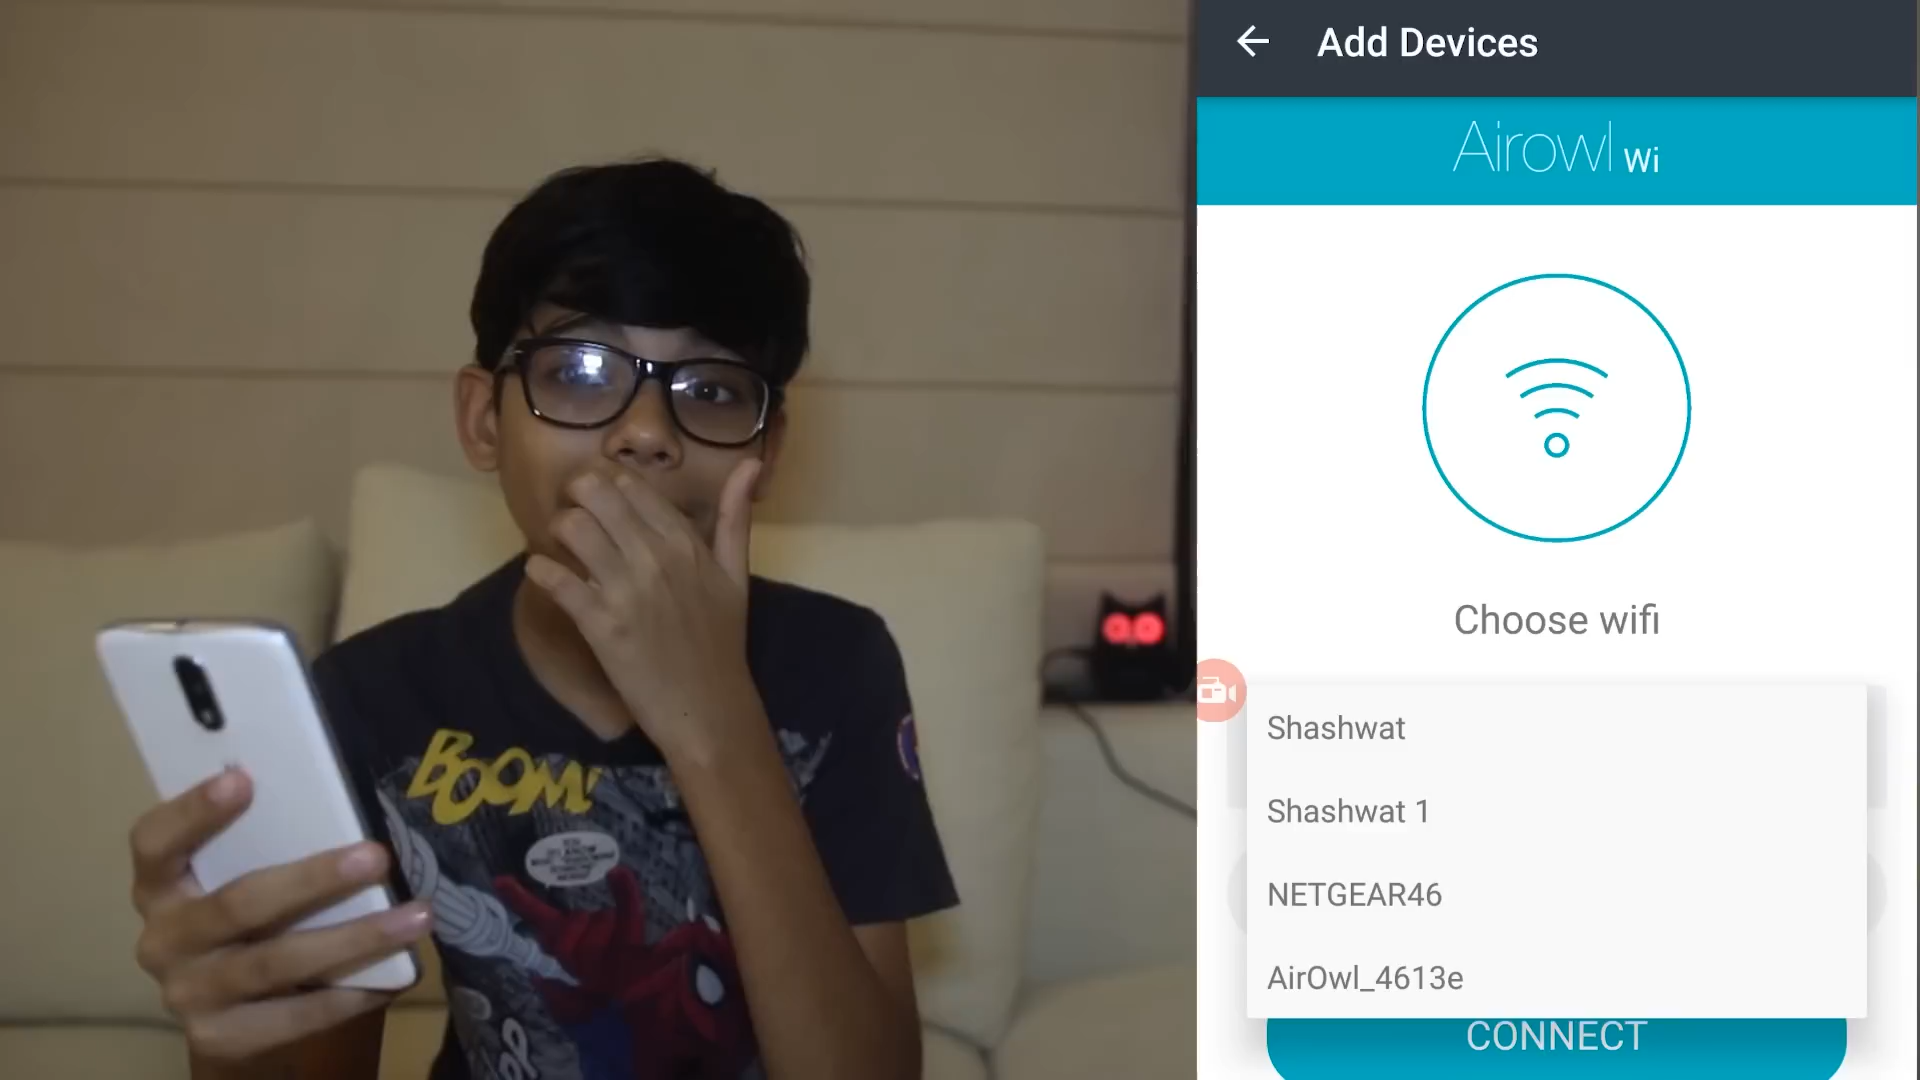 Add Devices
Airowl Wi
Choose wifi
Shashwat
Shashwat 1
NETGEAR46
AirOwl_4613e
CONNECT
BOOM!